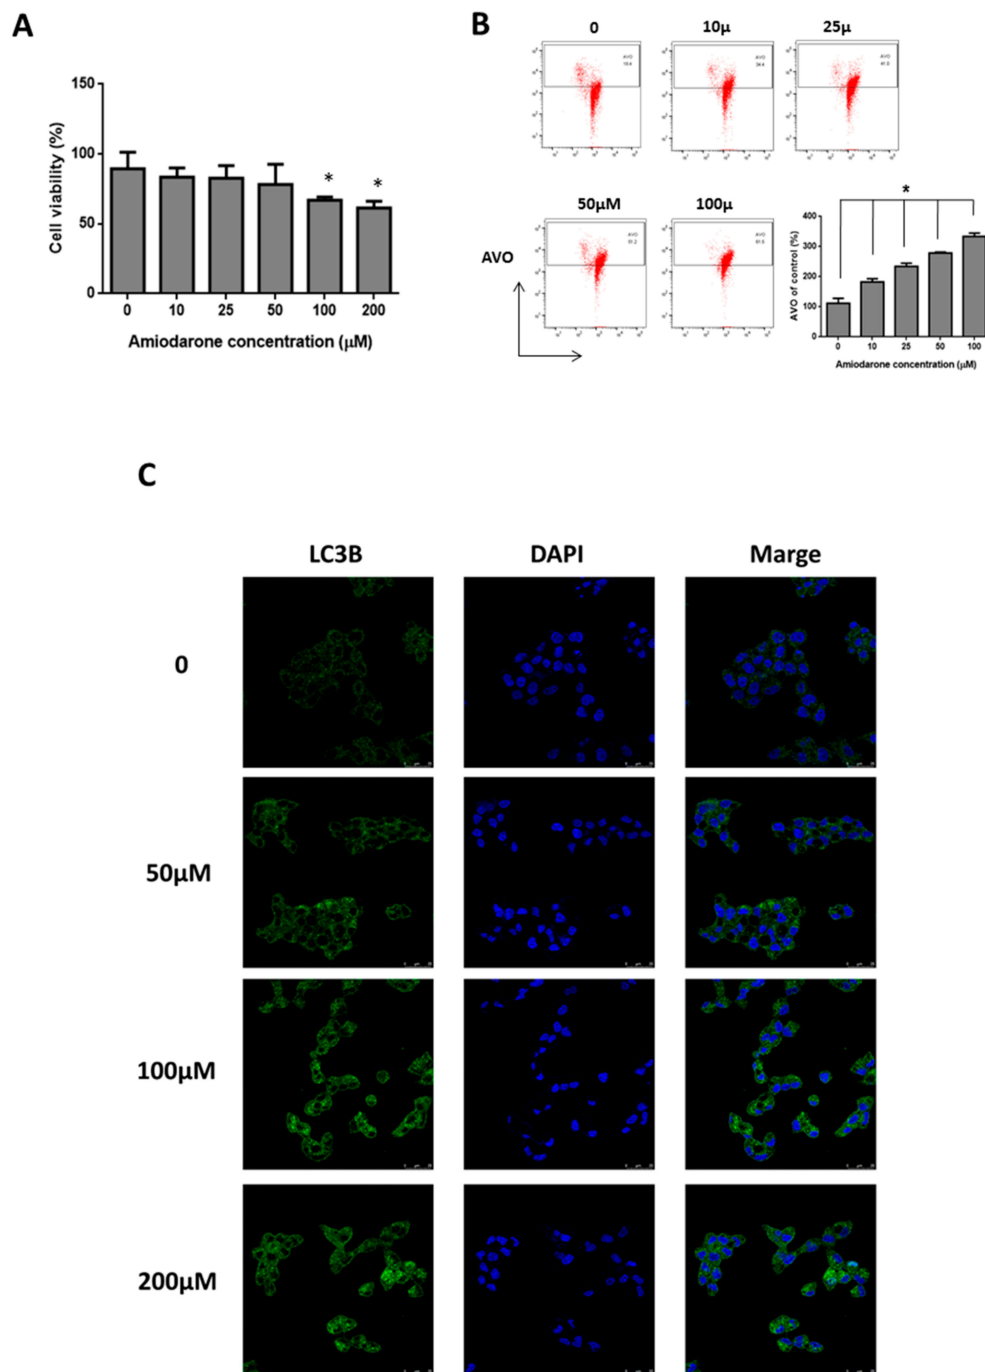 A
150
100
50
0
Cell viability (%)
* *
0 10 25 50 100 200
Amiodarone concentration (μM)
B
0 10μ 25μ
AVO
AVO
AVO
50μM 100μ
AVO
AVO
AVO
*
400
300
200
100
0
AVO of control (%)
0 10 25 50 100
Amiodarone concentration (μM)
C
LC3B DAPI Marge
0
50μM
100μM
200μM